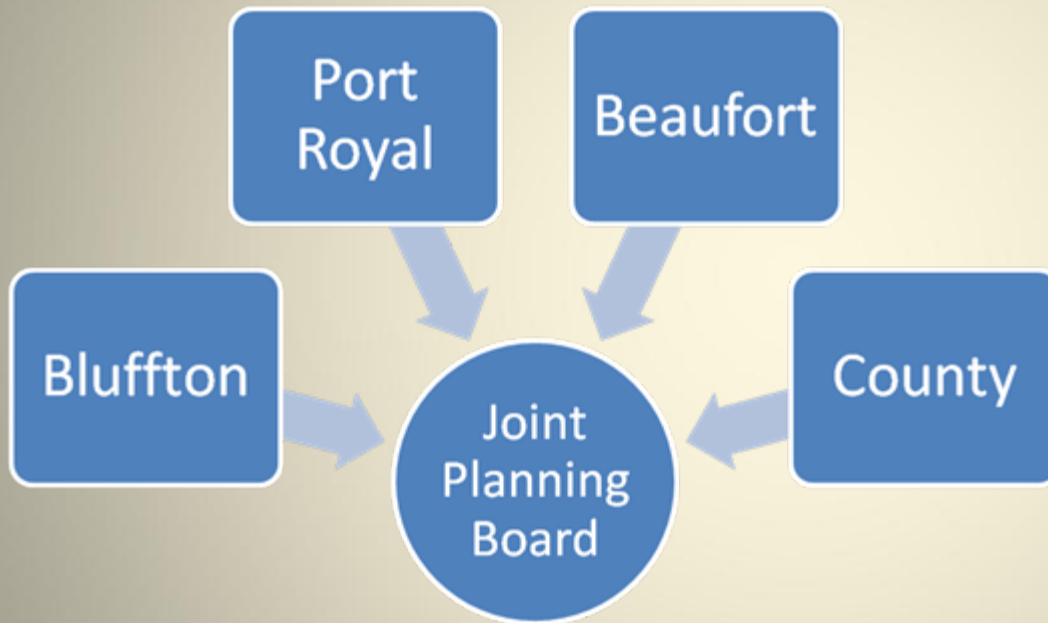 Port
Royal
Beaufort
Bluffton
County
Joint
Planning
Board